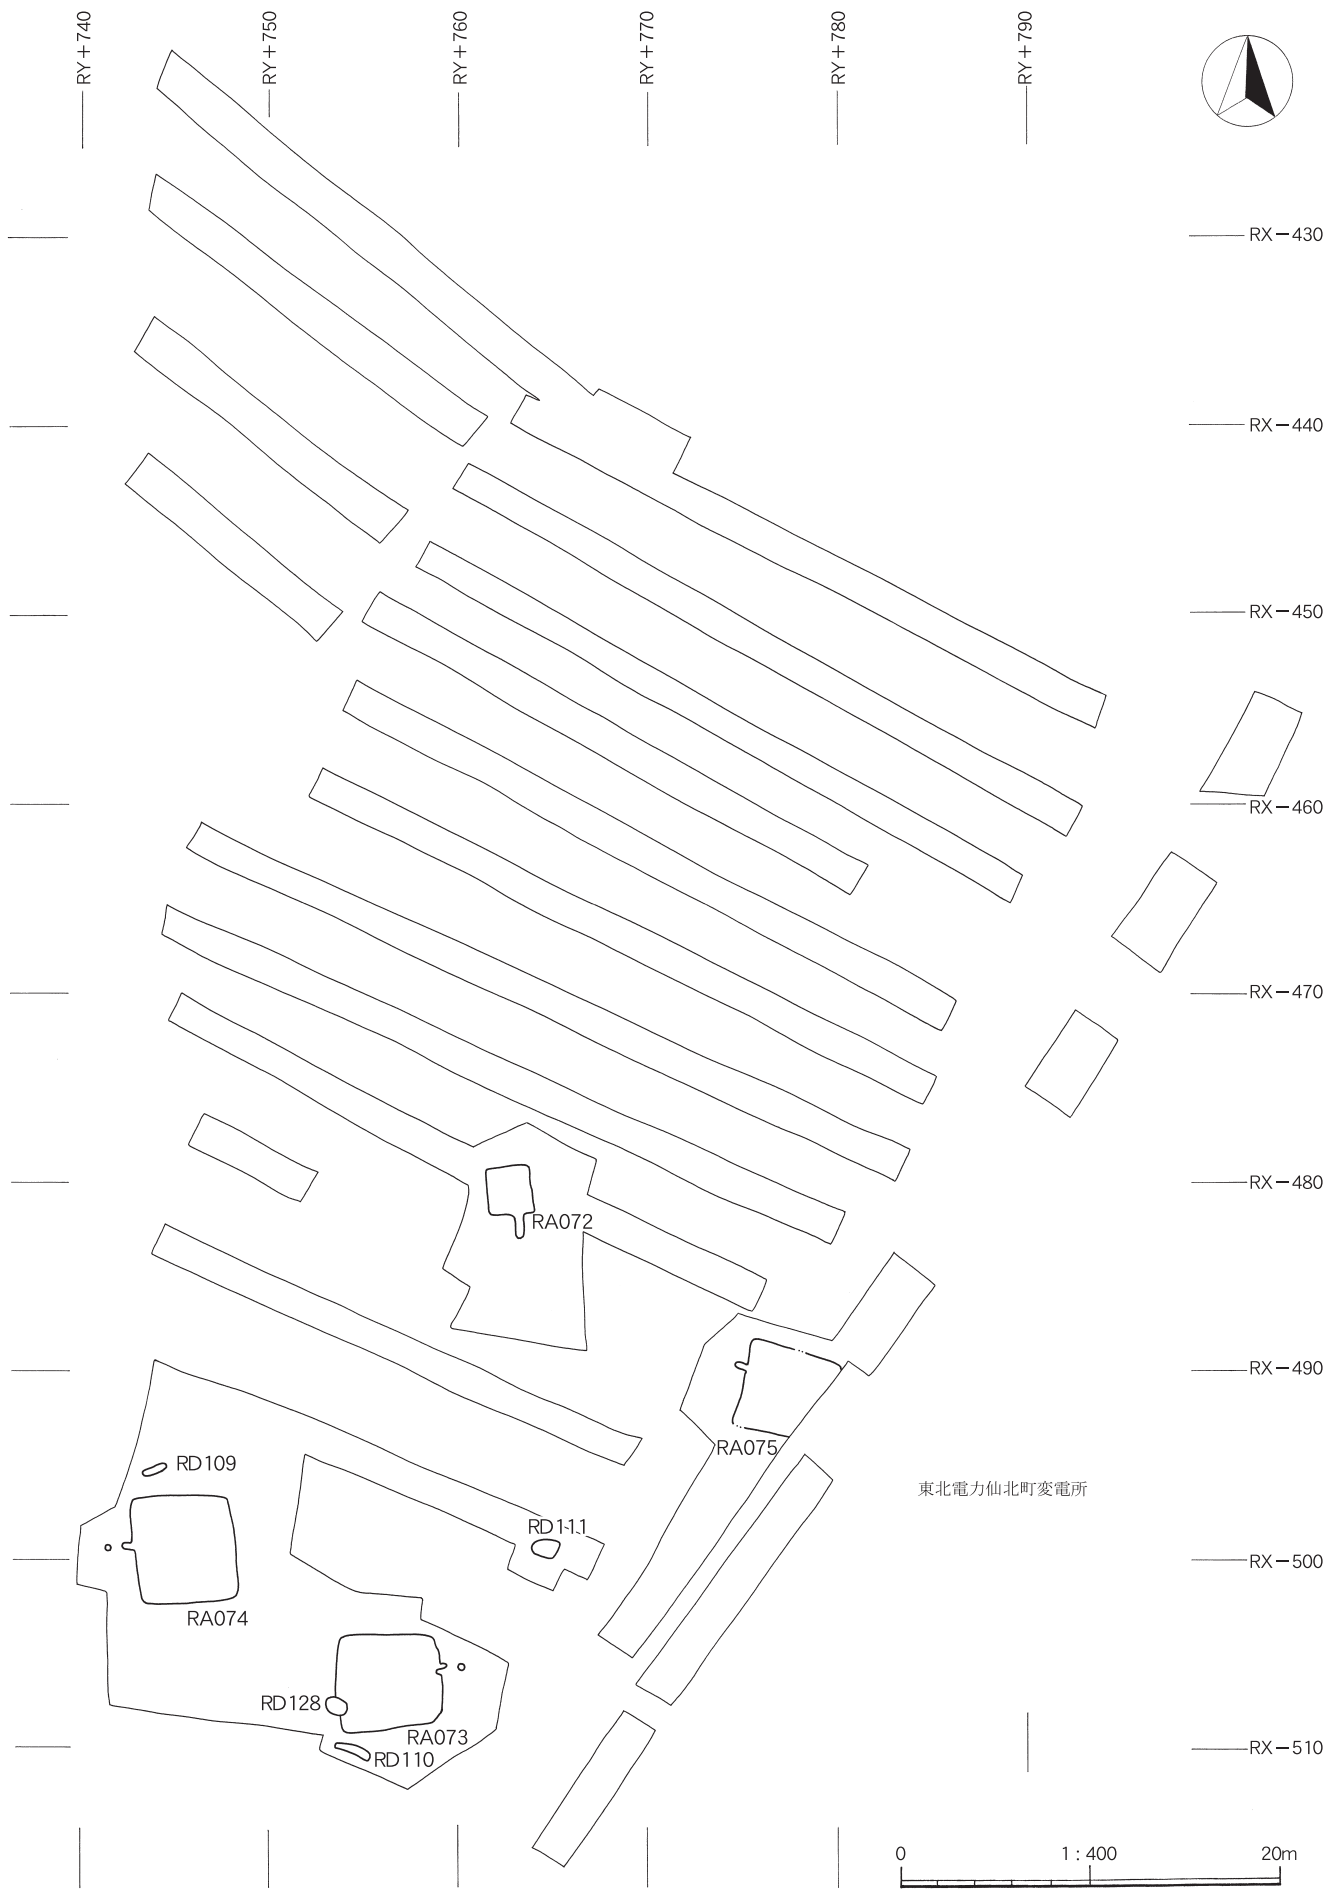 RY+740
RY+750
RY+760
RY+770
RY+780
RY+790
RX-430
RX-440
RX-450
RX-460
RX-470
RX-480
RA072
RX-490
RA075
RD109
東北電力仙北町変電所
RD111
RX-500
RA074
RD128
RA073
RD110
RX-510
0 1:400 20m